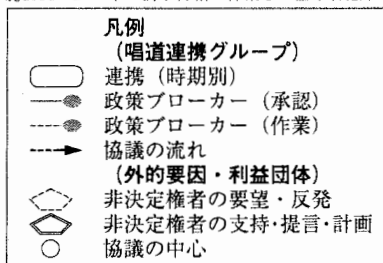 凡例
(唱道連携グループ)
連携(時期別)
政策ブローカー(承認)
政策ブローカー(作業)
協議の流れ
(外的要因・利益団体)
非決定権者の要望・反発
非決定権者の支持・提言・計画
協議の中心